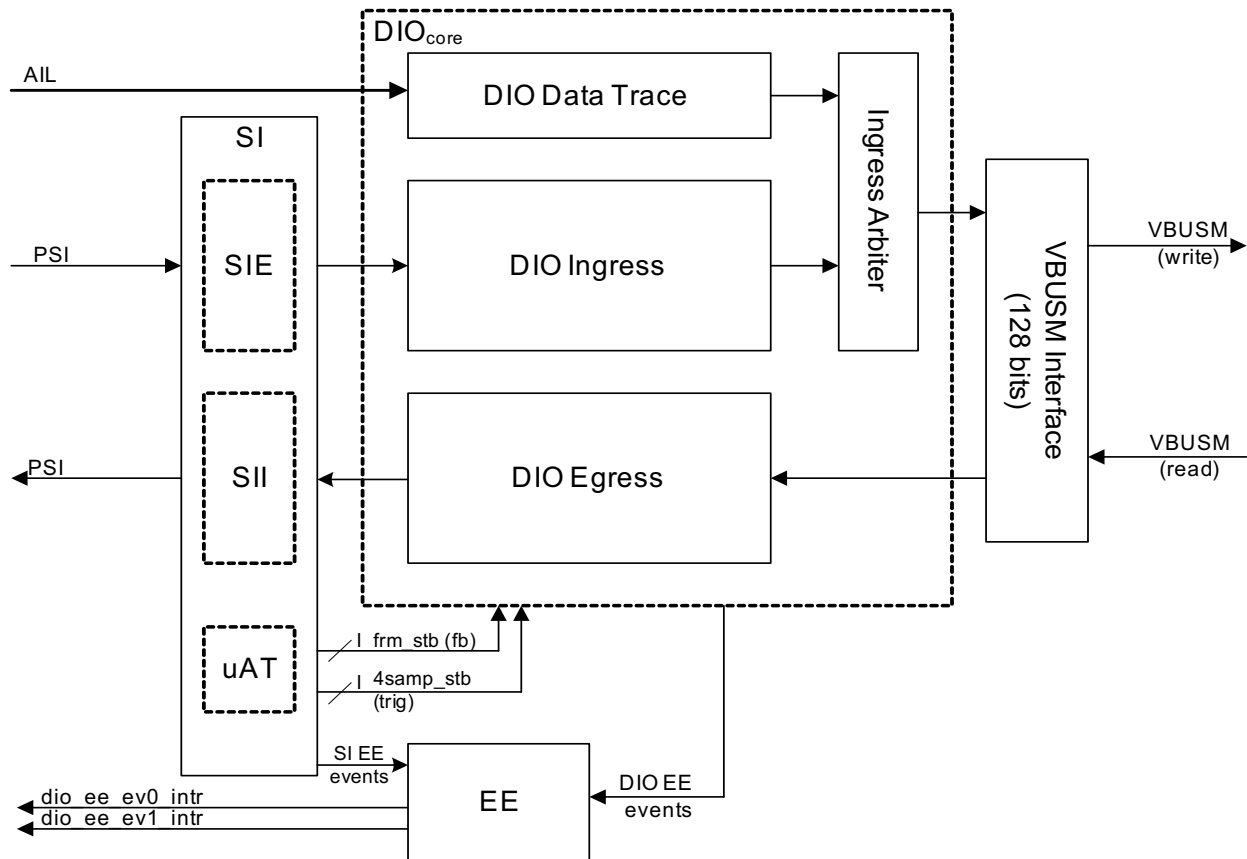 DIOcore
AIL
DIO Data Trace
SI
Ingress Arbiter
PSI
SIE
DIO Ingress
VBUSM Interface
(128 bits)
VBUSM
(write)
PSI
SII
DIO Egress
VBUSM
(read)
uAT
I frm_stb (fb)
I 4samp_stb
(trig)
SI EE
events
EE
DIO EE
events
dio_ee_ev0_intr
dio_ee_ev1_intr